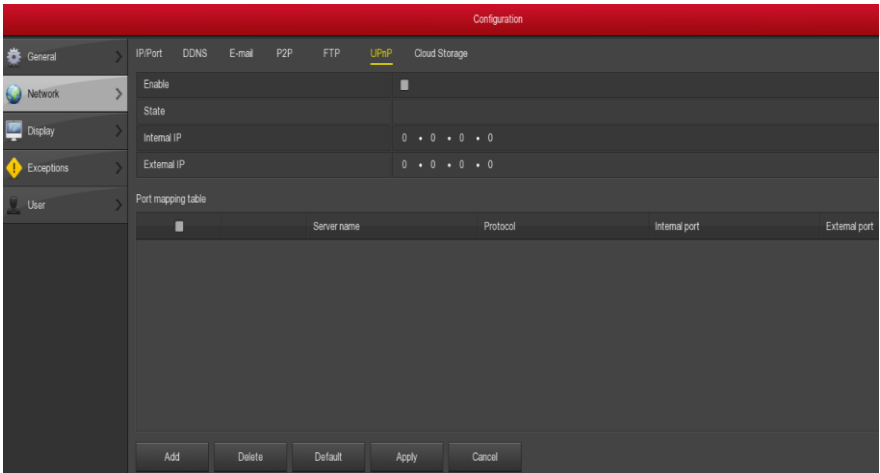 Configuration
General
Network
Display
Exceptions
User
IP/Port DDNS E-mail P2P FTP UPnP Cloud Storage
Enable
State
Internal IP 0 • 0 • 0 • 0
External IP 0 • 0 • 0 • 0
Port mapping table
Server name Protocol Internal port External port
Add Delete Default Apply Cancel